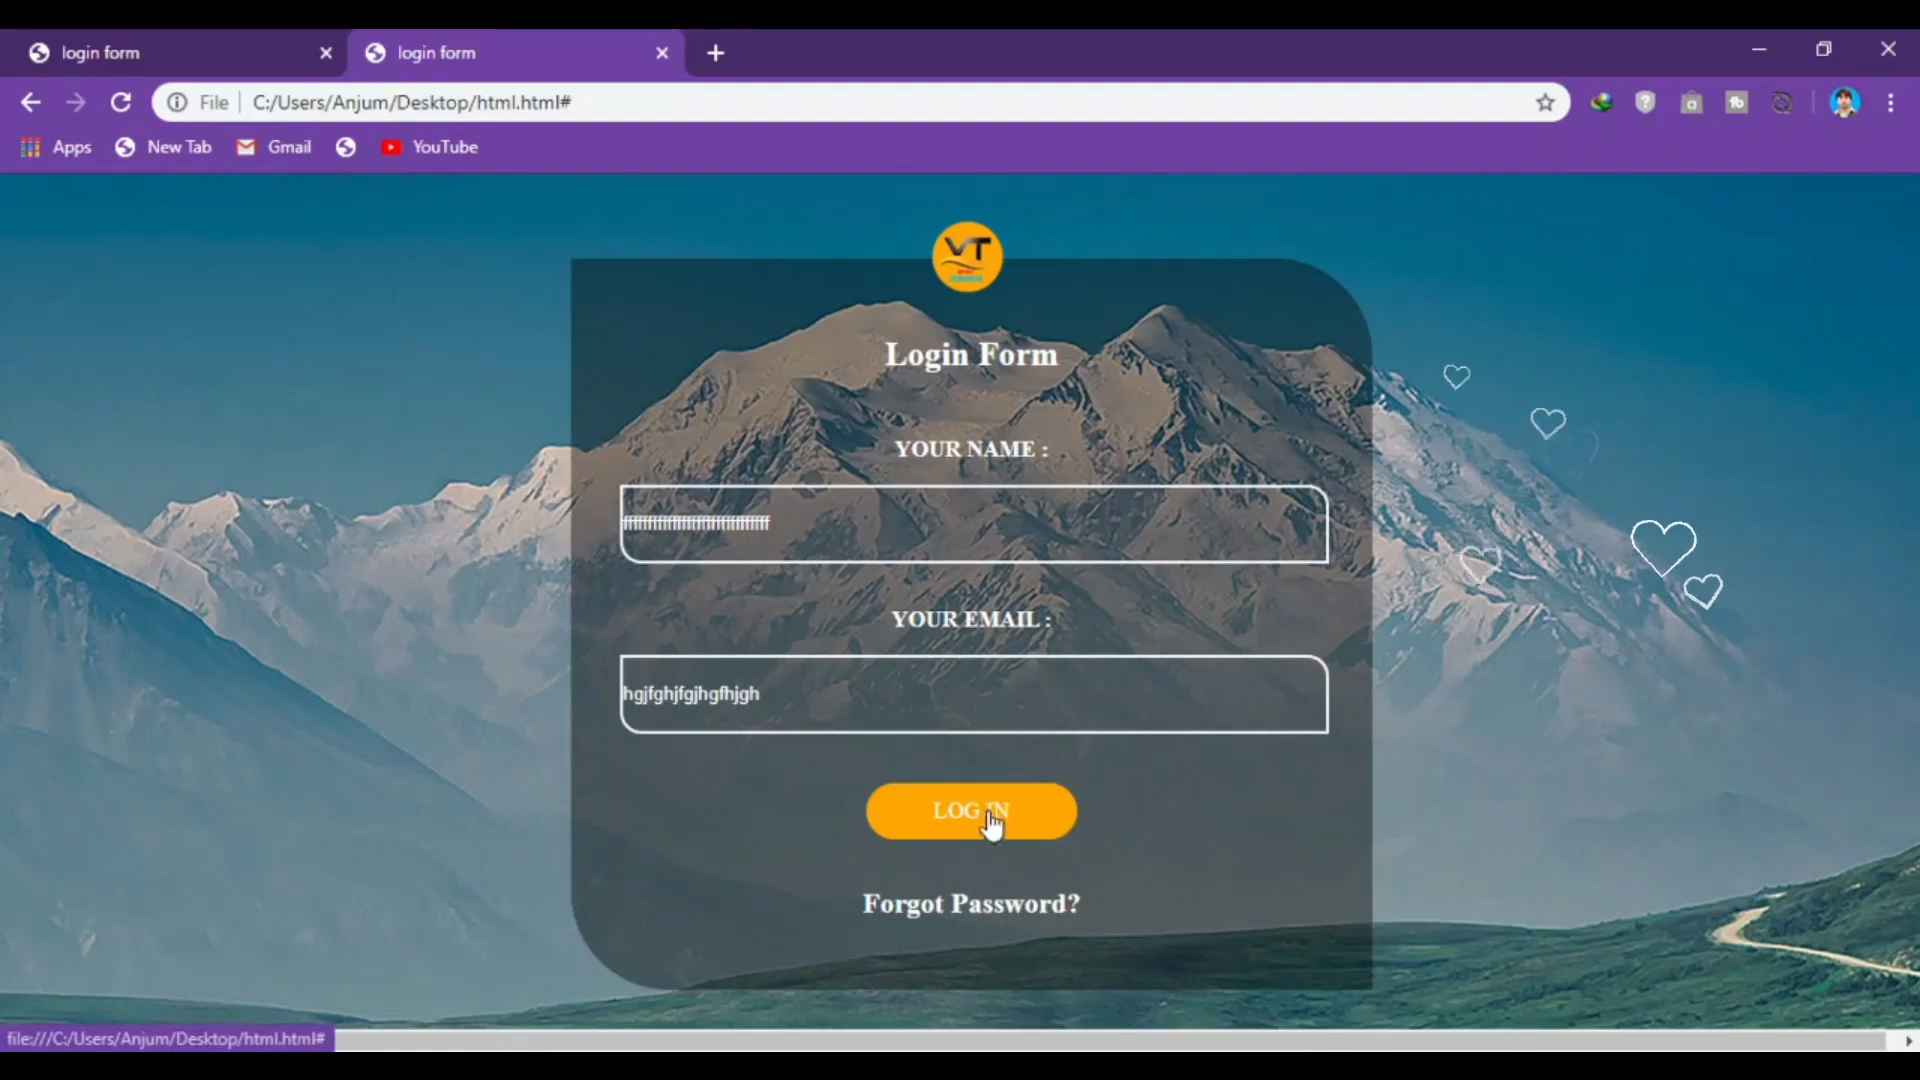 login form
login form
File
C:/Users/Anjum/Desktop/html.html#
Apps
New Tab
Gmail
YouTube
VT
Login Form
YOUR NAME :
YOUR EMAIL :
hgjfghjfgjhgfhjgh
LOG IN
Forgot Password?
file:///C:/Users/Anjum/Desktop/html.html#